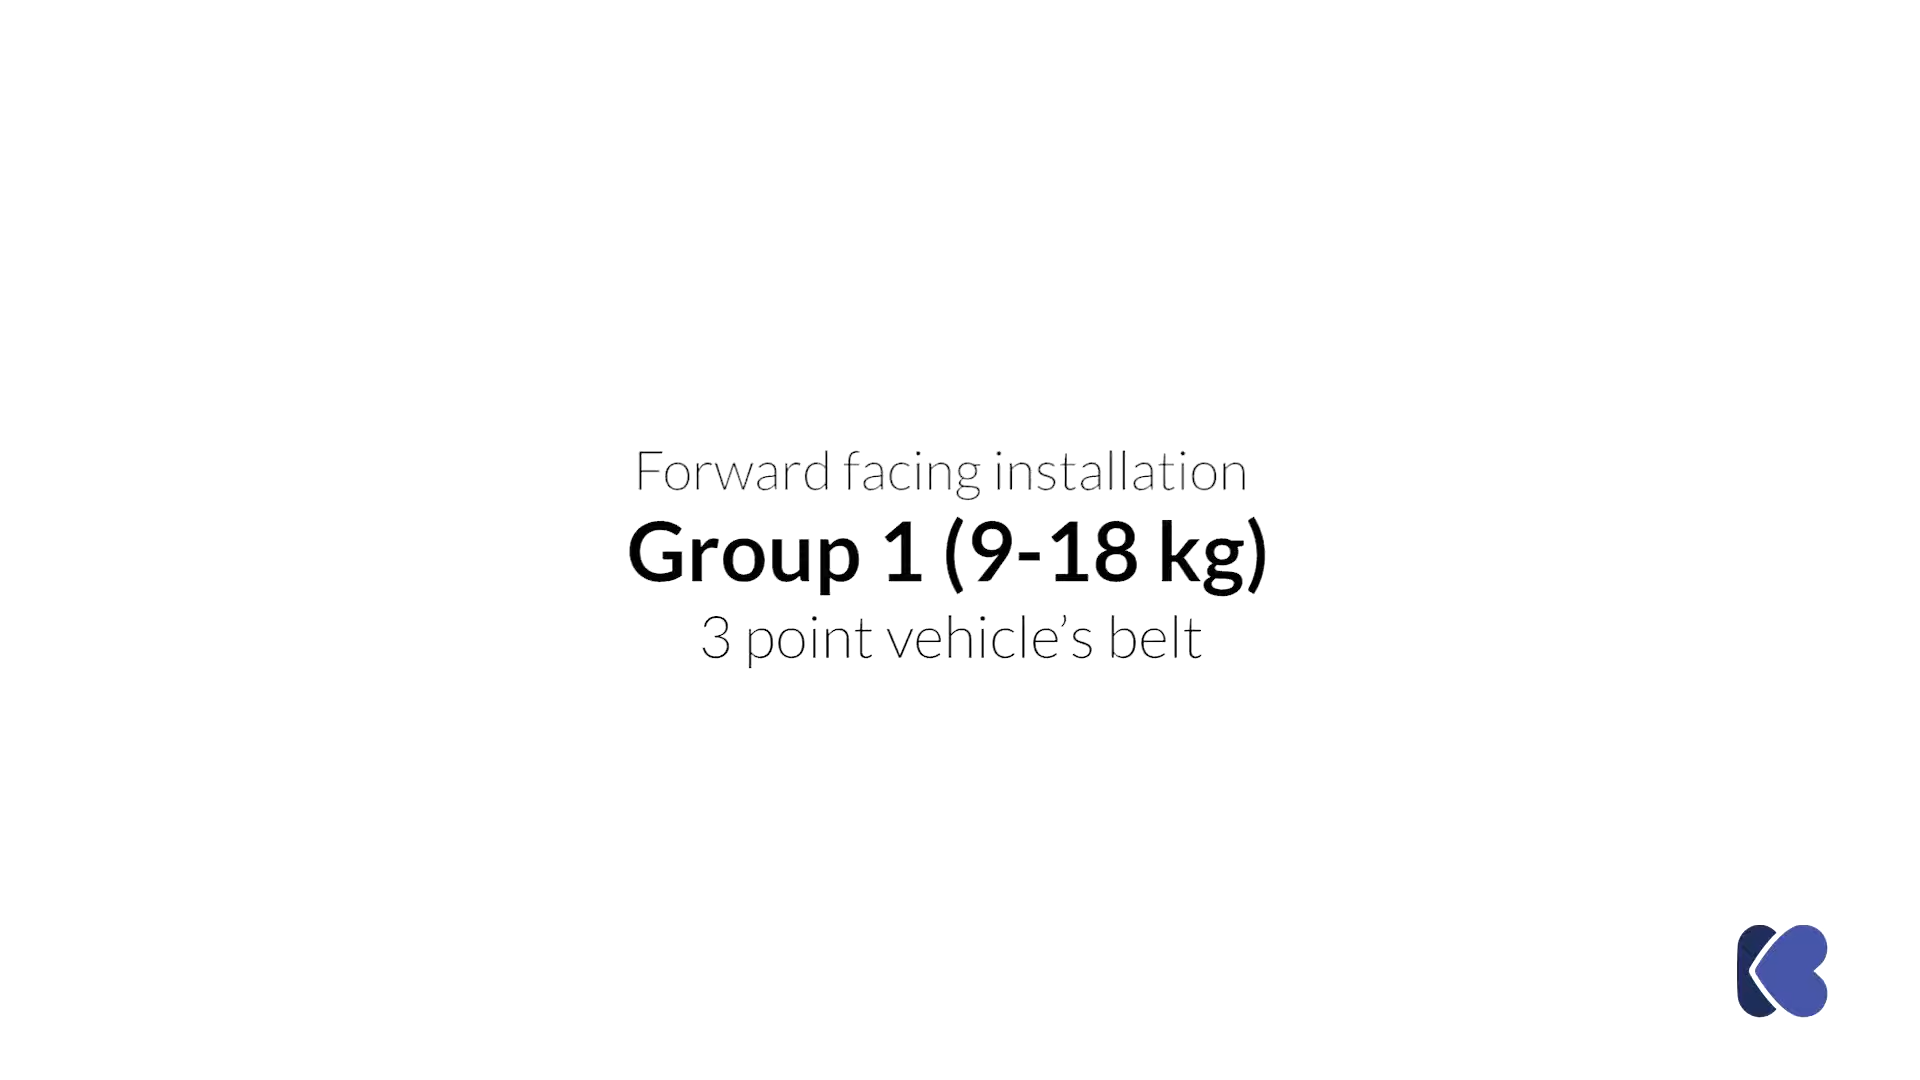 Forward facing installation
Group 1 (9-18 kg)
3 point vehicle’s belt